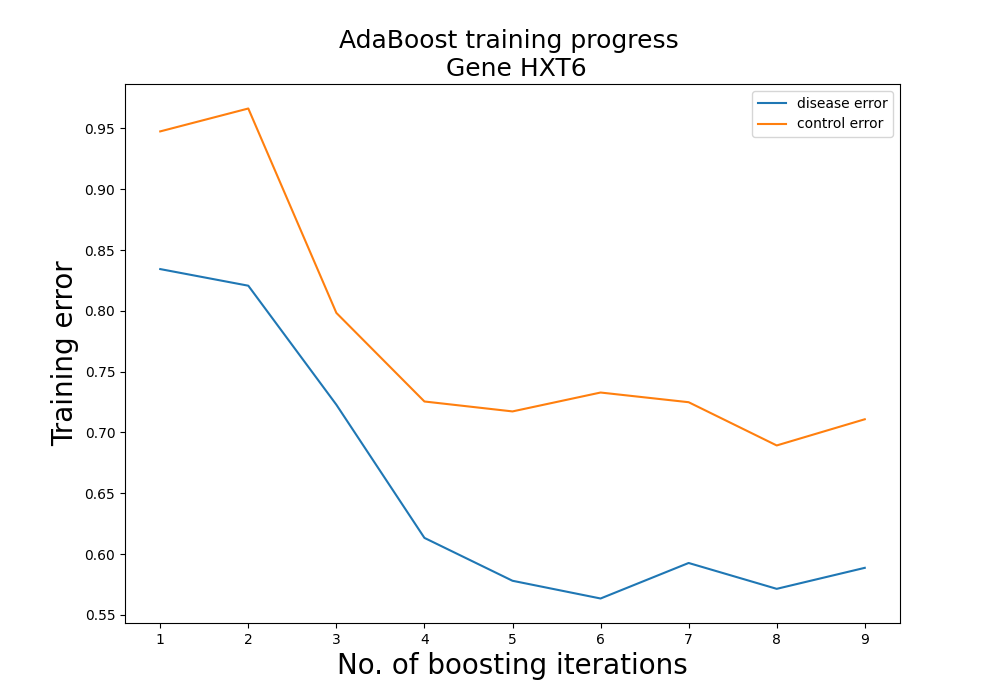 AdaBoost training progress
Gene HXT6
disease error
control error
Training error
0.95
0.90
0.85
0.80
0.75
0.70
0.65
0.60
0.55
1 2 3 4 5 6 7 8 9
No. of boosting iterations